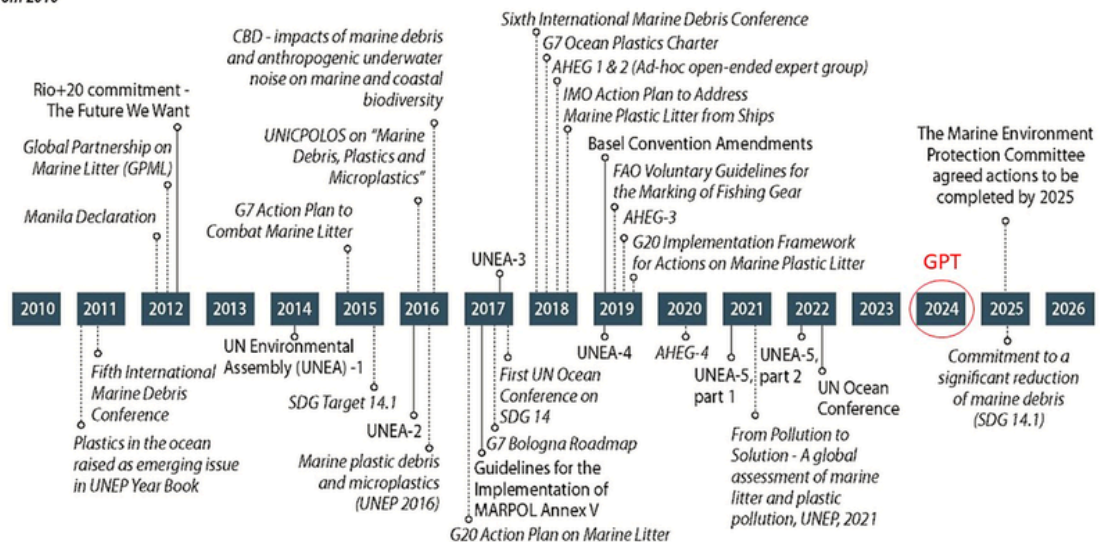 Sixth International Marine Debris Conference
G7 Ocean Plastics Charter
AHEG 1 & 2 (Ad-hoc open-ended expert group)
IMO Action Plan to Address
Marine Plastic Litter from Ships
CBD - impacts of marine debris
and anthropogenic underwater
noise on marine and coastal
biodiversity
Rio+20 commitment -
The Future We Want
Global Partnership on
Marine Litter (GPML)
Manila Declaration
UNICPOLOS on "Marine
Debris, Plastics and
Microplastics"
G7 Action Plan to
Combat Marine Litter
UNEA-3
Basel Convention Amendments
FAO Voluntary Guidelines for
the Marking of Fishing Gear
AHEG-3
G20 Implementation Framework
for Actions on Marine Plastic Litter
The Marine Environment
Protection Committee
agreed actions to be
completed by 2025
GPT
2010 2011 2012 2013 2014 2015 2016 2017 2018 2019 2020 2021 2022 2023 2024 2025 2026
Fifth International
Marine Debris
Conference
Plastics in the ocean
raised as emerging issue
in UNEP Year Book
UN Environmental
Assembly (UNEA) -1
SDG Target 14.1
UNEA-2
Marine plastic debris
and microplastics
(UNEP 2016)
First UN Ocean
Conference on
SDG 14
G7 Bologna Roadmap
Guidelines for the
Implementation of
MARPOL Annex V
G20 Action Plan on Marine Litter
UNEA-4
AHEG-4
UNEA-5,
part 1
UNEA-5,
part 2
UN Ocean
Conference
From Pollution to
Solution - A global
assessment of marine
litter and plastic
pollution, UNEP, 2021
Commitment to a
significant reduction
of marine debris
(SDG 14.1)